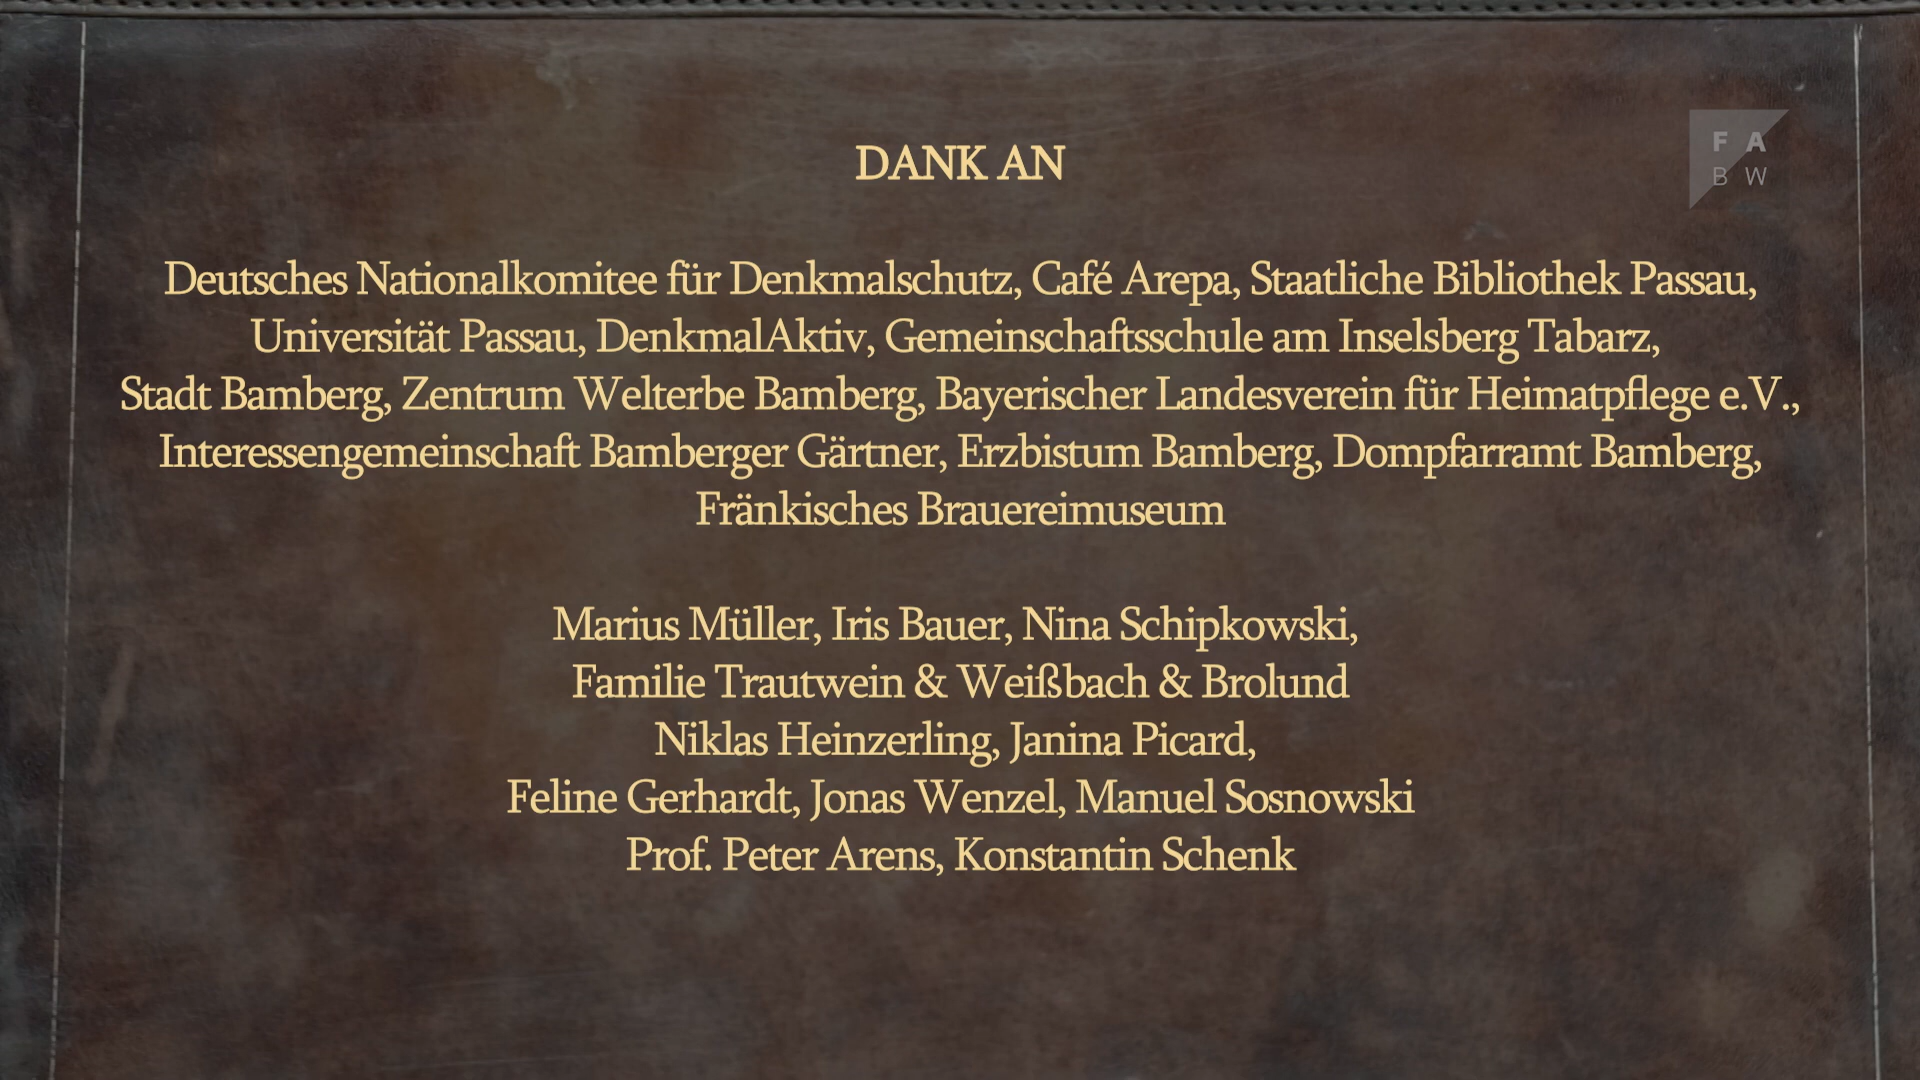 DANK AN
F A
B W
Deutsches Nationalkomitee für Denkmalschutz, Café Arepa, Staatliche Bibliothek Passau,
Universität Passau, DenkmalAktiv, Gemeinschaftsschule am Inselsberg Tabarz,
Stadt Bamberg, Zentrum Welterbe Bamberg, Bayerischer Landesverein für Heimatpflege e.V.,
Interessengemeinschaft Bamberger Gärtner, Erzbistum Bamberg, Dompfarramt Bamberg,
Fränkisches Brauereimuseum
Marius Müller, Iris Bauer, Nina Schipkowski,
Familie Trautwein & Weißbach & Brolund
Niklas Heinzerling, Janina Picard,
Feline Gerhardt, Jonas Wenzel, Manuel Sosnowski
Prof. Peter Arens, Konstantin Schenk